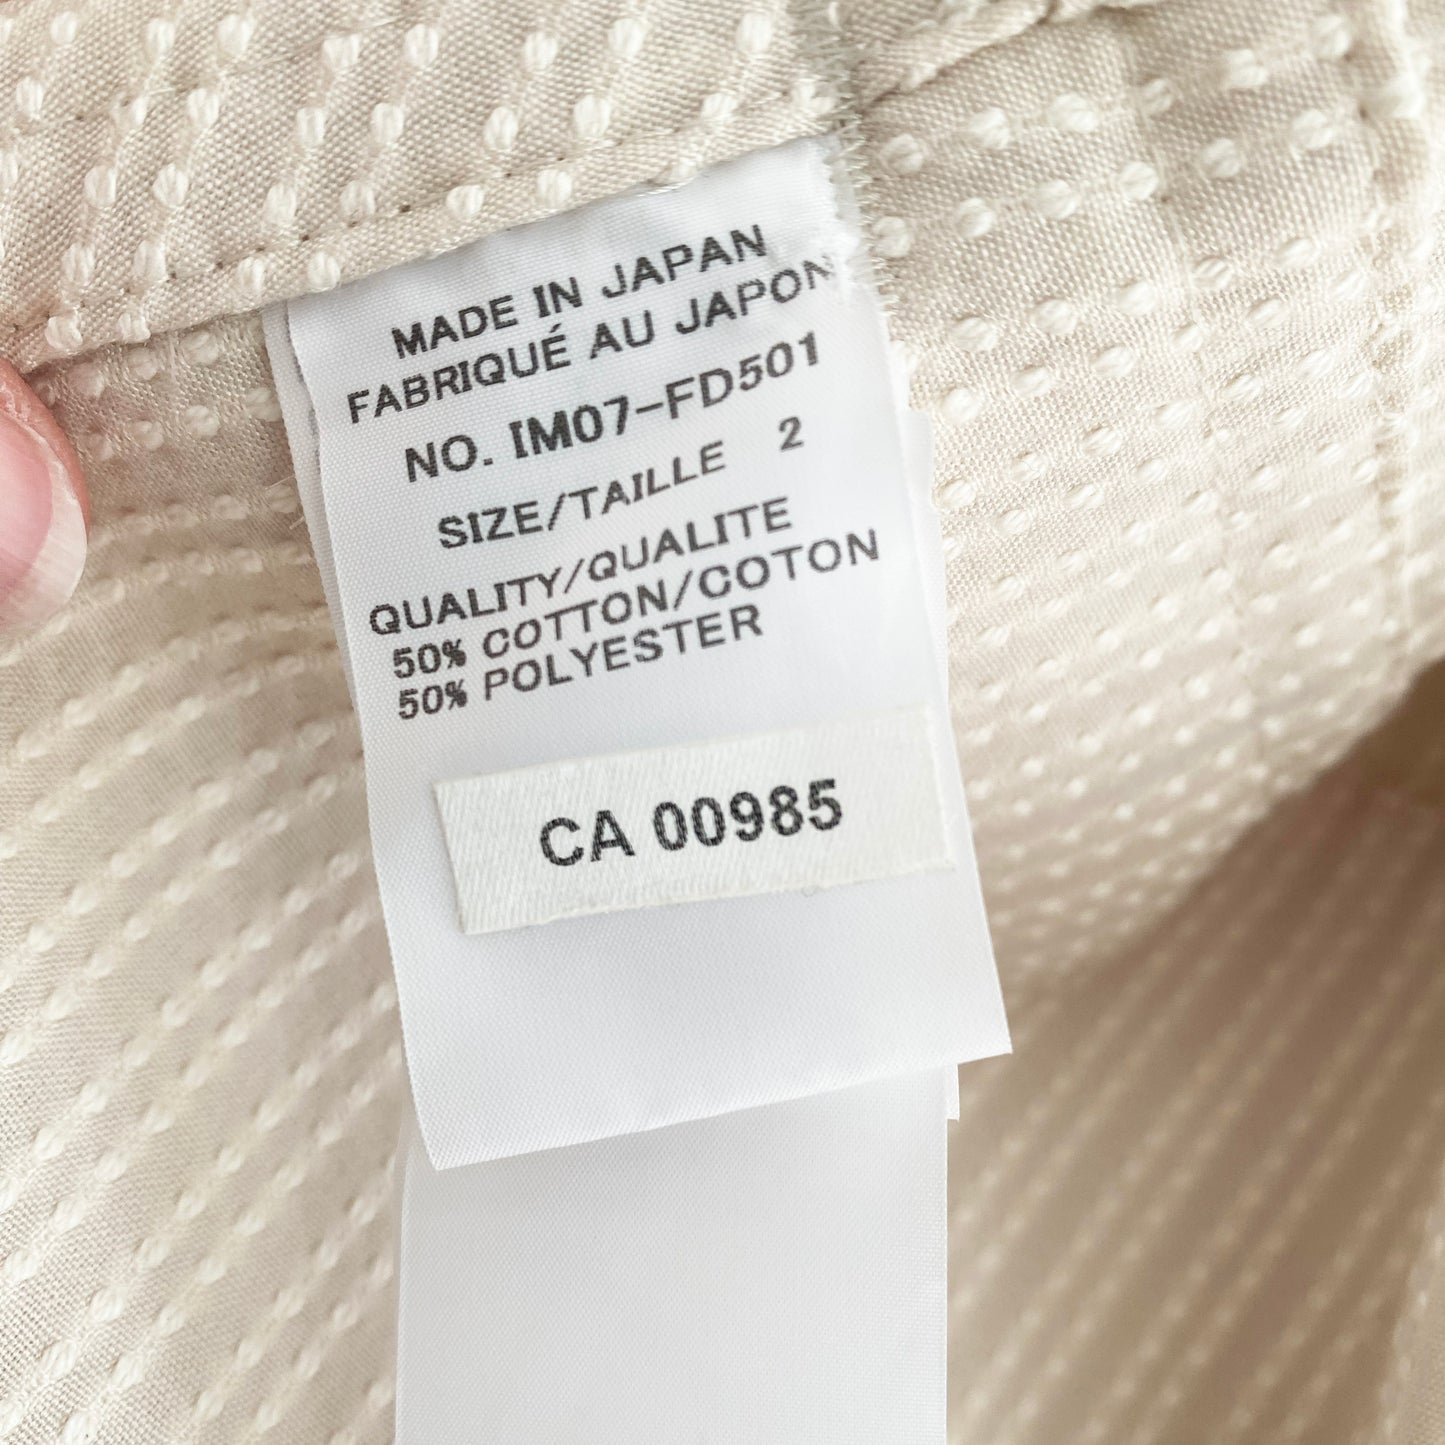 MADE IN JAPAN
FABRIQUÉ AU JAPON
NO. IM07-FD501
SIZE/TAILLE 2
QUALITY/QUALITE
50% COTTON/COTON
50% POLYESTER
CA 00985